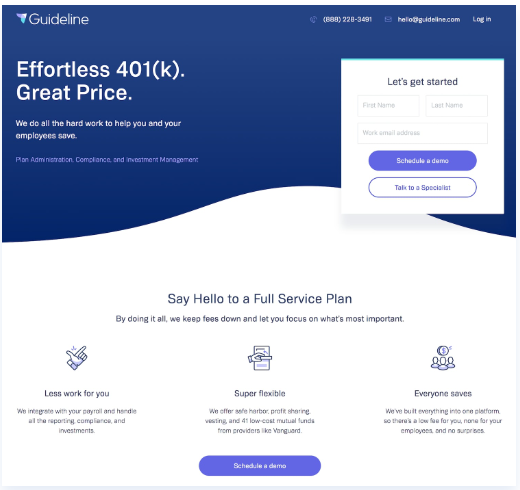 Guideline
(888) 228-3491
hello@guideline.com
Log in
Effortless 401(k).
Great Price.
We do all the hard work to help you and your
employees save.
Plan Administration, Compliance, and Investment Management
Let's get started
First Name
Last Name
Work email address
Schedule a demo
Talk to a Specialist
Say Hello to a Full Service Plan
By doing it all, we keep fees down and let you focus on what's most important.
Less work for you
We integrate with your payroll and handle
all the reporting, compliance, and
investments.
Super flexible
We offer safe harbor, profit sharing,
vesting, and 41 low-cost mutual funds
from providers like Vanguard.
Everyone saves
We've built everything into one platform,
so there's a low fee for you, none for your
employees, and no surprises.
Schedule a demo